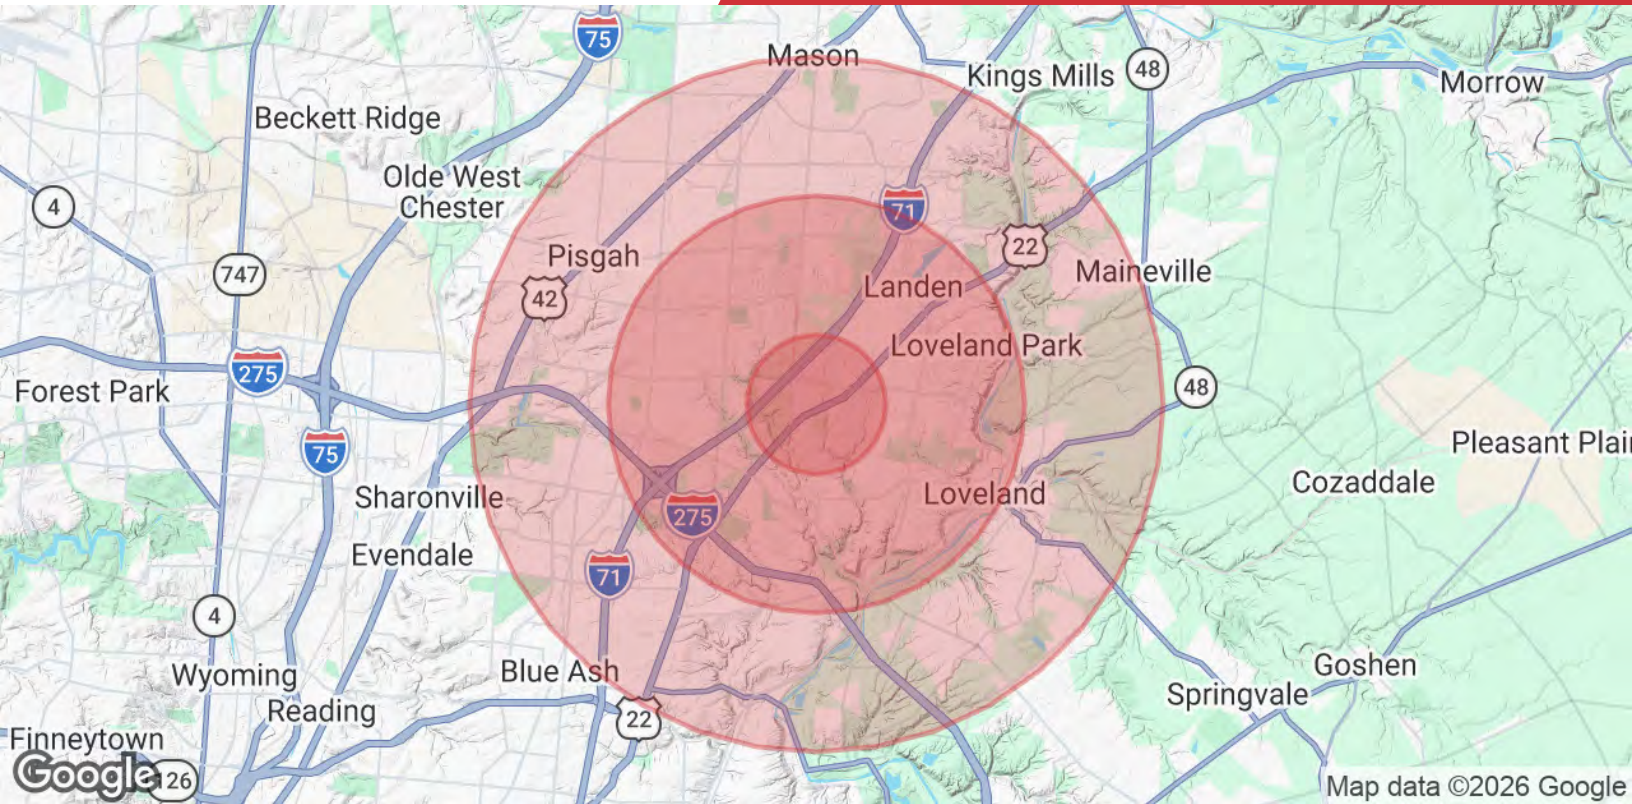 75
Mason
Kings Mills
48
Morrow
Beckett Ridge
Olde West
Chester
4
71
22
747
Pisgah
Maineville
42
Landen
Loveland Park
275
Forest Park
48
75
Pleasant Plai
Cozaddale
Sharonville
Loveland
275
Evendale
71
4
Blue Ash
Wyoming
Goshen
Springvale
Reading
22
Finneytown
Google
126
Map data ©2026 Google